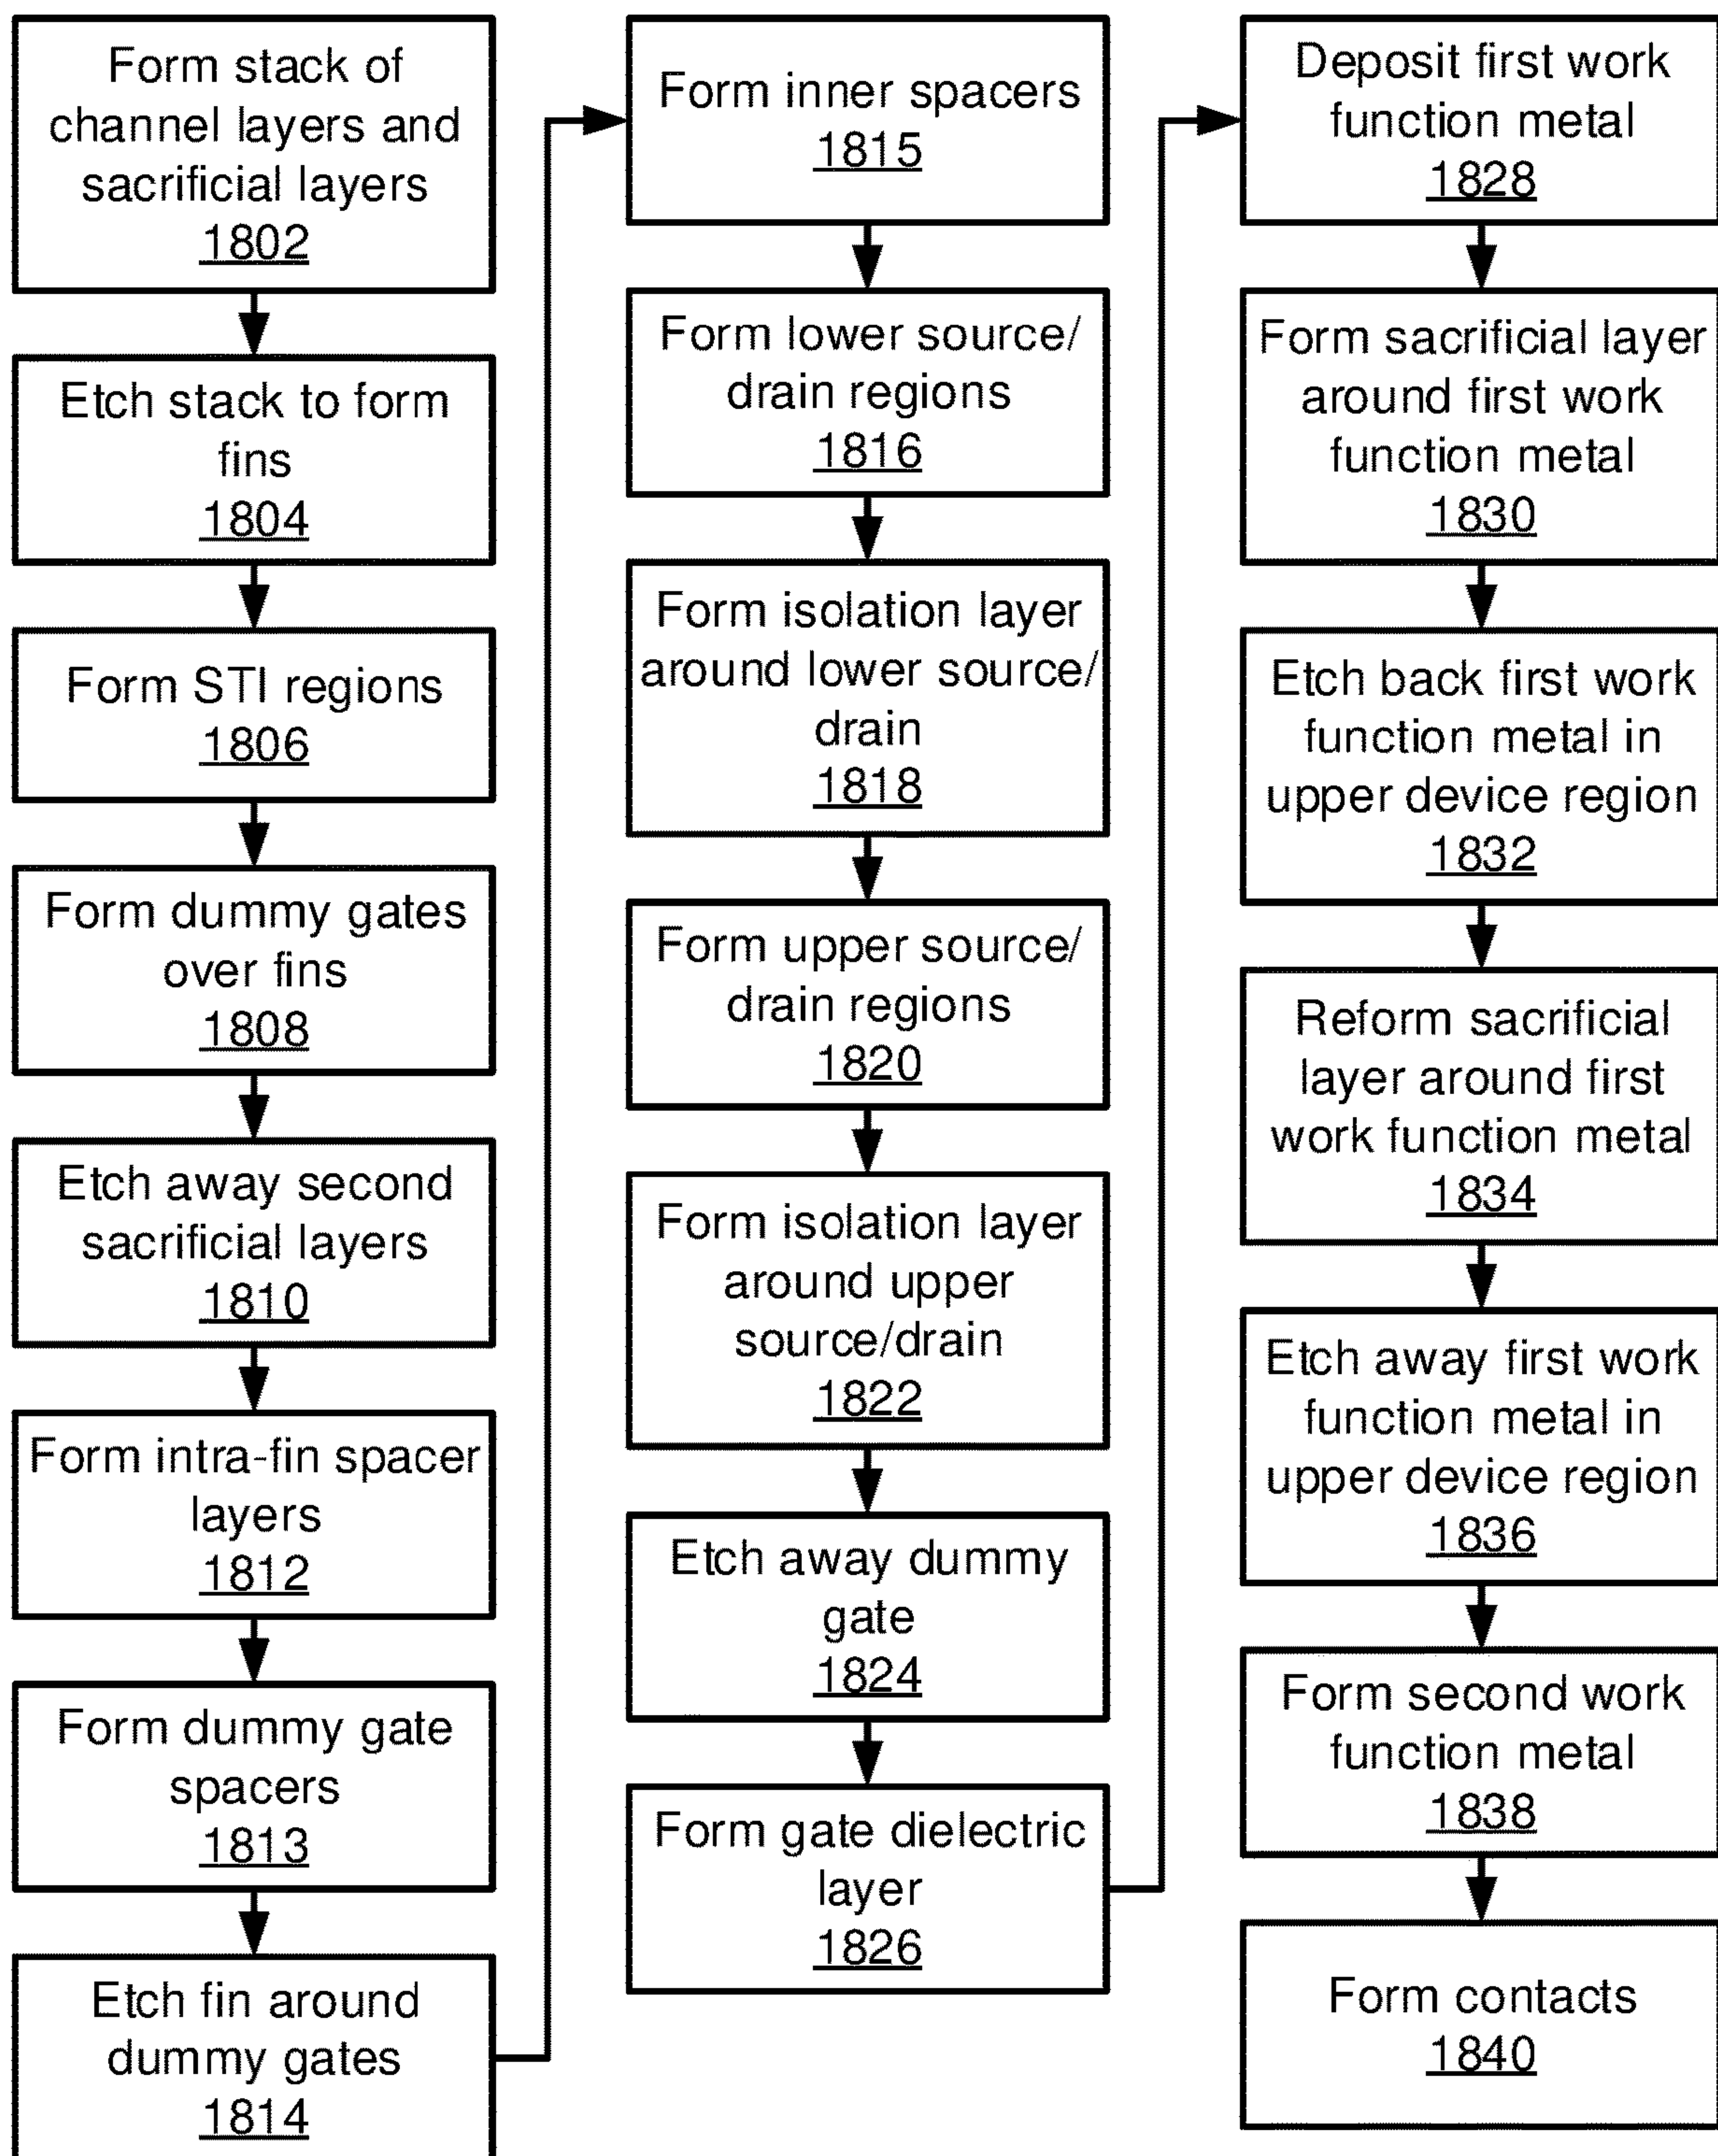 Form stack of
channel layers and
sacrificial layers
1802
Etch stack to form
fins
1804
Form STI regions
1806
Form dummy gates
over fins
1808
Etch away second
sacrificial layers
1810
Form intra-fin spacer
layers
1812
Form dummy gate
spacers
1813
Etch fin around
dummy gates
1814
Form inner spacers
1815
Form lower source/
drain regions
1816
Form isolation layer
around lower source/
drain
1818
Form upper source/
drain regions
1820
Form isolation layer
around upper
source/drain
1822
Etch away dummy
gate
1824
Form gate dielectric
layer
1826
Deposit first work
function metal
1828
Form sacrificial layer
around first work
function metal
1830
Etch back first work
function metal in
upper device region
1832
Reform sacrificial
layer around first
work function metal
1834
Etch away first work
function metal in
upper device region
1836
Form second work
function metal
1838
Form contacts
1840